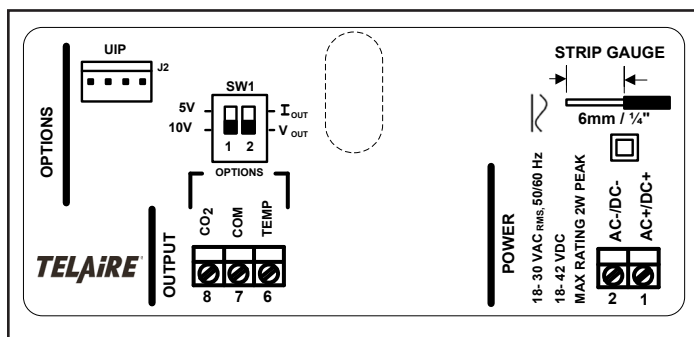 OPTIONS
UIP
J2
SW1
5V
I OUT
10V
V OUT
1 2
OPTIONS
STRIP GAUGE
6mm / ¼"
TELAIRE
OUTPUT
CO2
COM
TEMP
8 7 6
POWER
18- 30 VAC RMS, 50/60 Hz
18- 42 VDC
MAX RATING 2W PEAK
AC-/DC-
AC+/DC+
2 1